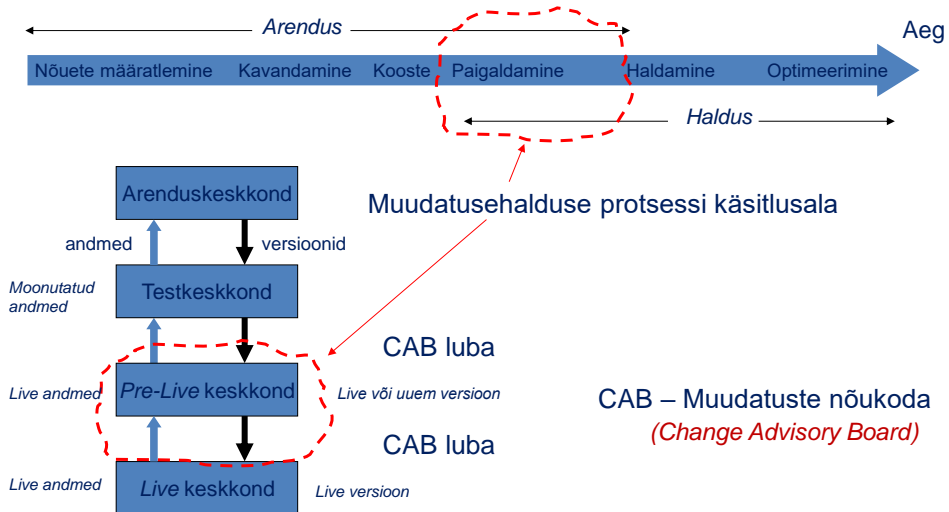 Arendus
Aeg
Nõuete määratlemine Kavandamine Kooste Paigaldamine Haldamine Optimeerimine
Haldus
Arenduskeskkond
Muudatusehalduse protsessi käsitlusala
andmed versioonid
Moonutatud
andmed
Testkeskkond
CAB luba
Live andmed Pre-Live keskkond Live või uuem versioon
CAB – Muudatuste nõukoda
(Change Advisory Board)
CAB luba
Live andmed Live keskkond Live versioon